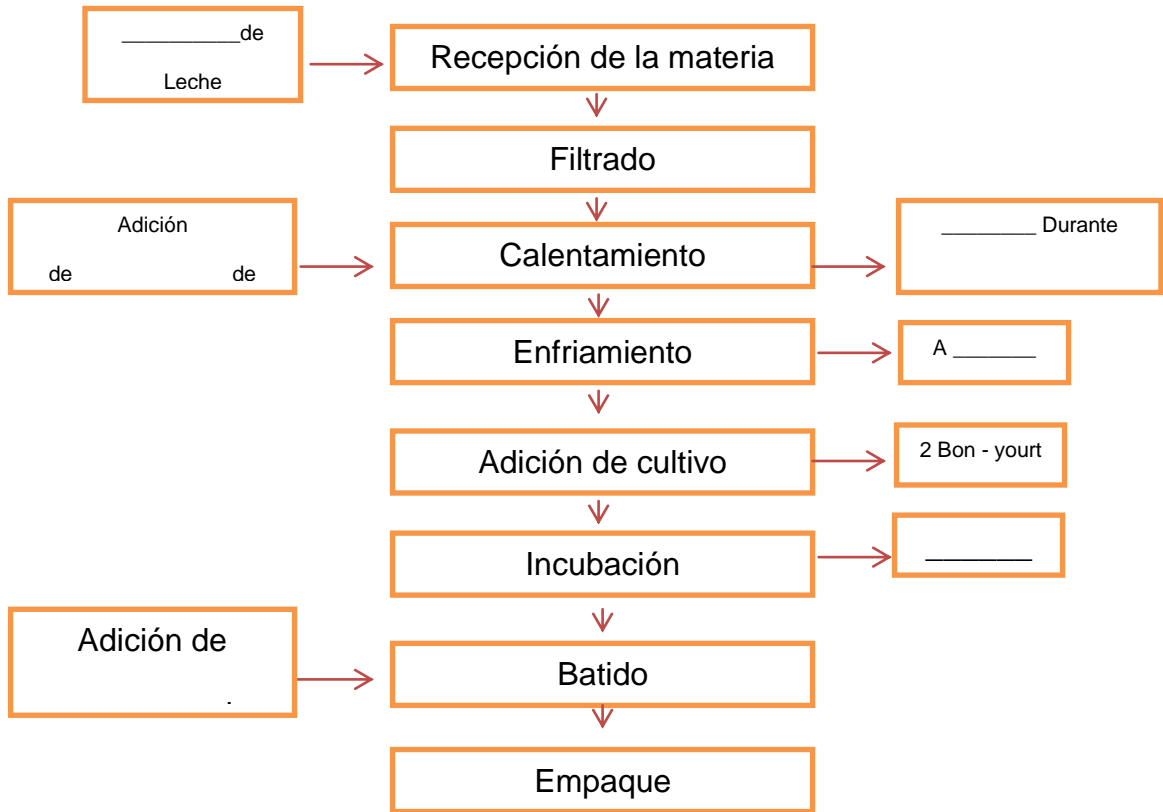 __________de
Leche
Recepción de la materia
Filtrado
Adición
de de
Calentamiento
________ Durante
Enfriamiento
A _______
Adición de cultivo
2 Bon - yourt
Incubación
_______
Adición de
.
Batido
Empaque